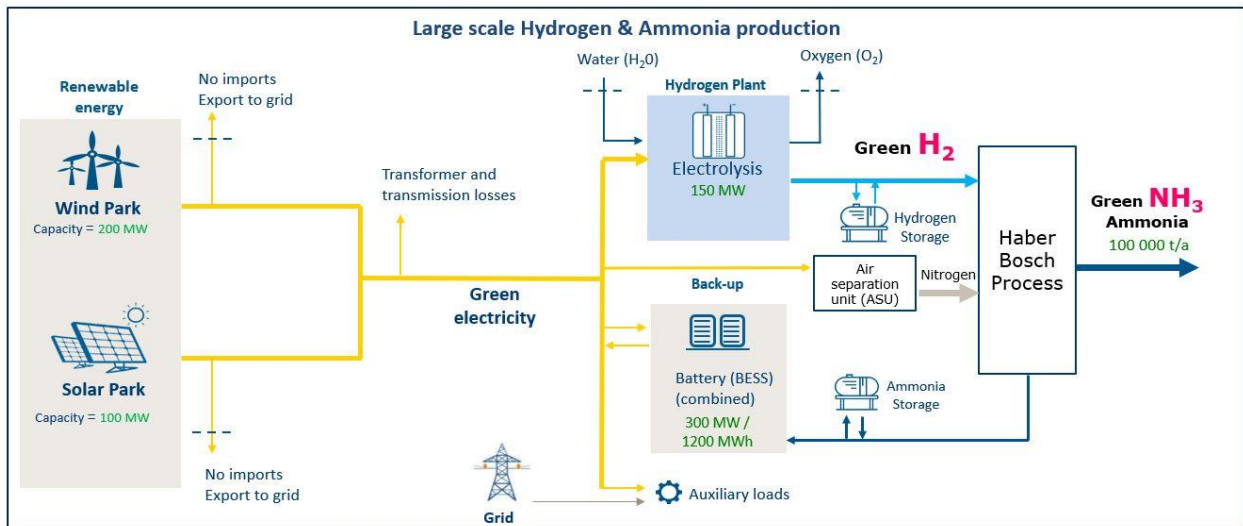 Large scale Hydrogen & Ammonia production
Renewable
energy
No imports
Export to grid
Wind Park
Capacity = 200 MW
Solar Park
Capacity = 100 MW
No imports
Export to grid
Transformer and
transmission losses
Green
electricity
Water (H₂0)
Oxygen (O₂)
Hydrogen Plant
Electrolysis
150 MW
Green H₂
Hydrogen
Storage
Air
separation
unit (ASU)
Nitrogen
Haber
Bosch
Process
Green NH₃
Ammonia
100 000 t/a
Back-up
Battery (BESS)
(combined)
300 MW /
1200 MWh
Ammonia
Storage
Grid
Auxiliary loads